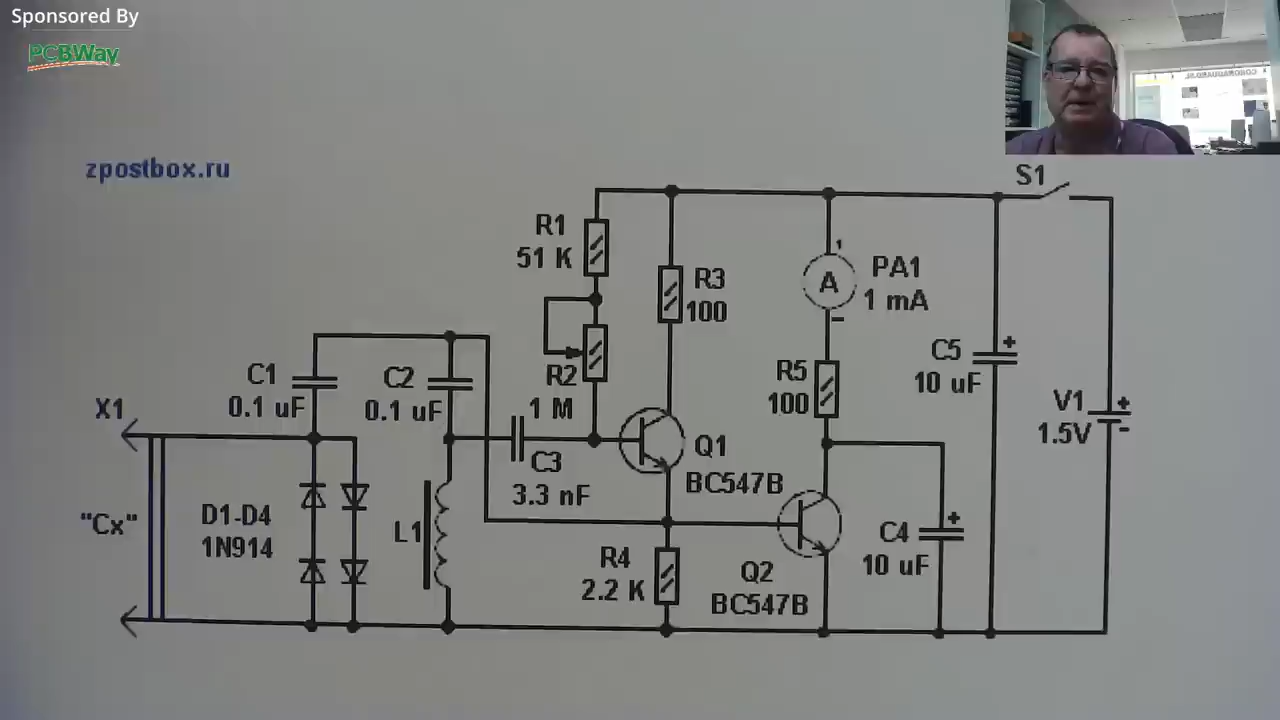 Sponsored By
PCBWay
zpostbox.ru
S1
R1
51 K
R3
100
A
PA1
1 mA
C5
10 uF
V1
1.5V
R2
1 M
R5
100
C1
0.1 uF
C2
0.1 uF
X1
C3
3.3 nF
Q1
BC547B
"Cx"
D1-D4
1N914
L1
R4
2.2 K
Q2
BC547B
C4
10 uF